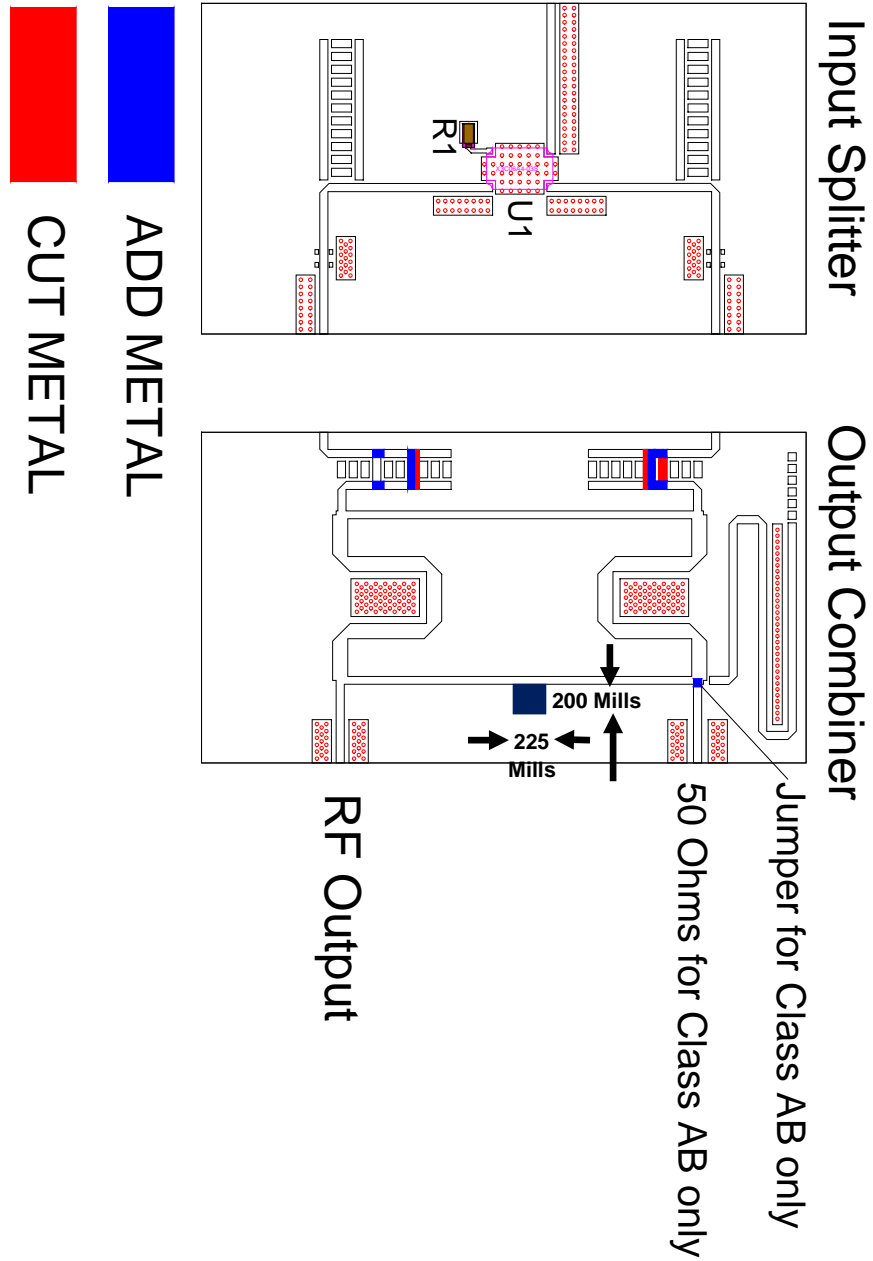 Input Splitter
Output Combiner
R1
U1
200 Mills
225
Mills
Jumper for Class AB only
50 Ohms for Class AB only
RF Output
ADD METAL
CUT METAL